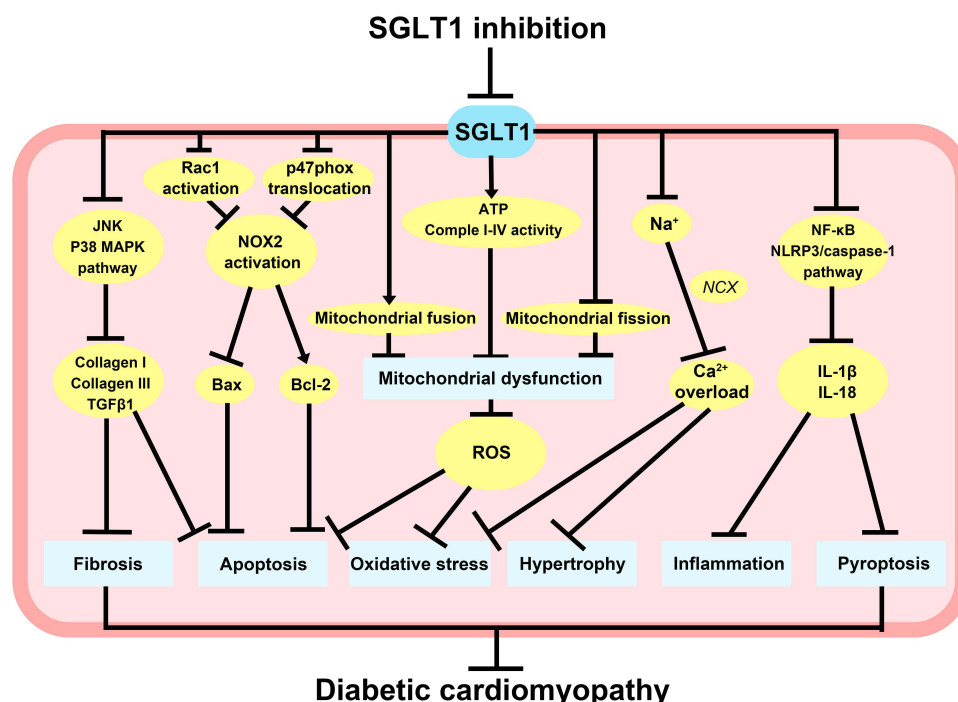 SGLT1 inhibition
SGLT1
Rac1
activation
p47phox
translocation
JNK
P38 MAPK
pathway
NOX2
activation
ATP
Comple I-IV activity
Na⁺
NF-κB
NLRP3/caspase-1
pathway
NCX
Mitochondrial fusion
Mitochondrial fission
Collagen I
Collagen III
TGFβ1
Bax
Bcl-2
Mitochondrial dysfunction
Ca²⁺
overload
IL-1β
IL-18
ROS
Fibrosis
Apoptosis
Oxidative stress
Hypertrophy
Inflammation
Pyroptosis
Diabetic cardiomyopathy